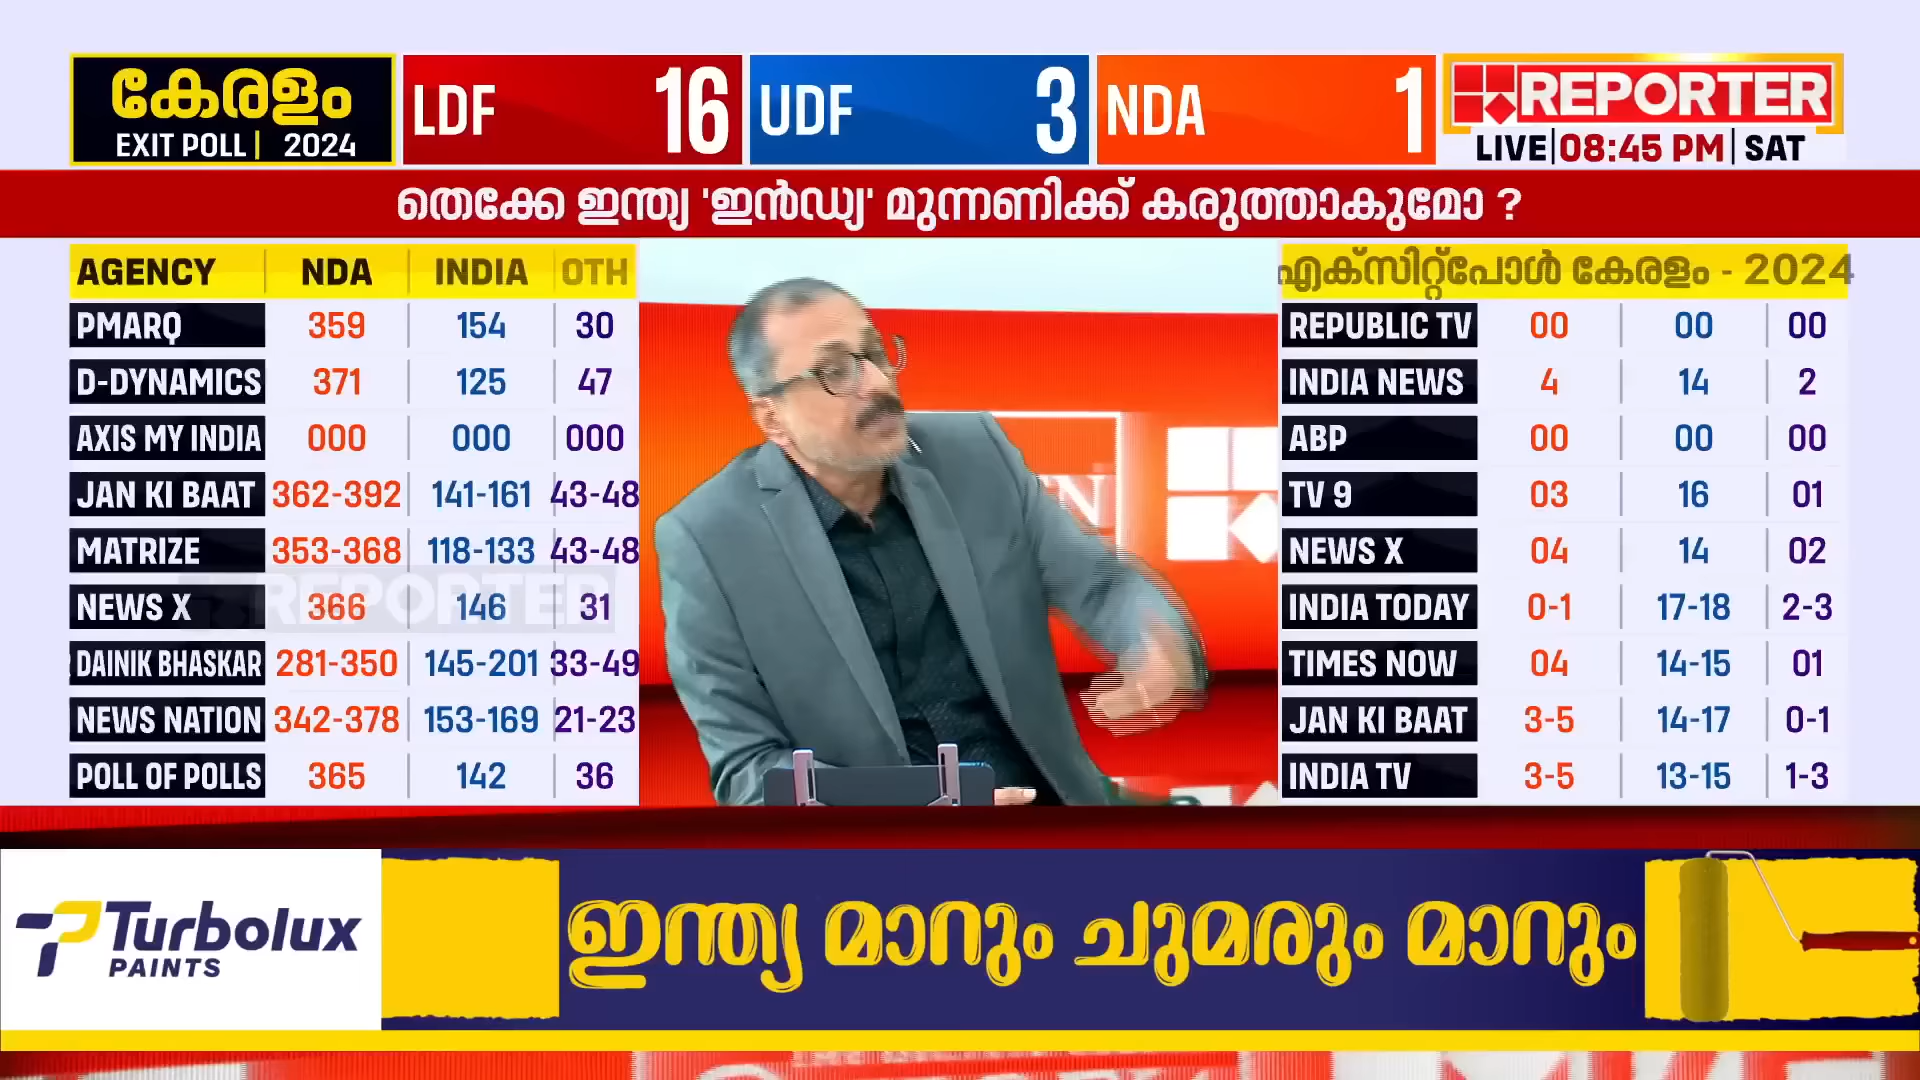 കേരളം
EXIT POLL | 2024
LDF 16
UDF 3
NDA 1
REPORTER
LIVE | 08:45 PM | SAT
തെക്കേ ഇന്ത്യ 'ഇൻഡ്യ' മുന്നണിക്ക് കരുത്താകുമോ ?
AGENCY NDA INDIA OTH
PMARQ 359 154 30
D-DYNAMICS 371 125 47
AXIS MY INDIA 000 000 000
JAN KI BAAT 362-392 141-161 43-48
MATRIZE 353-368 118-133 43-48
NEWS X 366 146 31
DAINIK BHASKAR 281-350 145-201 33-49
NEWS NATION 342-378 153-169 21-23
POLL OF POLLS 365 142 36
REPORTER
എക്സിറ്റ്പോൾ കേരളം - 2024
REPUBLIC TV 00 00 00
INDIA NEWS 4 14 2
ABP 00 00 00
TV 9 03 16 01
NEWS X 04 14 02
INDIA TODAY 0-1 17-18 2-3
TIMES NOW 04 14-15 01
JAN KI BAAT 3-5 14-17 0-1
INDIA TV 3-5 13-15 1-3
Turbolux
PAINTS
ഇന്ത്യ മാറും ചുമരും മാറും